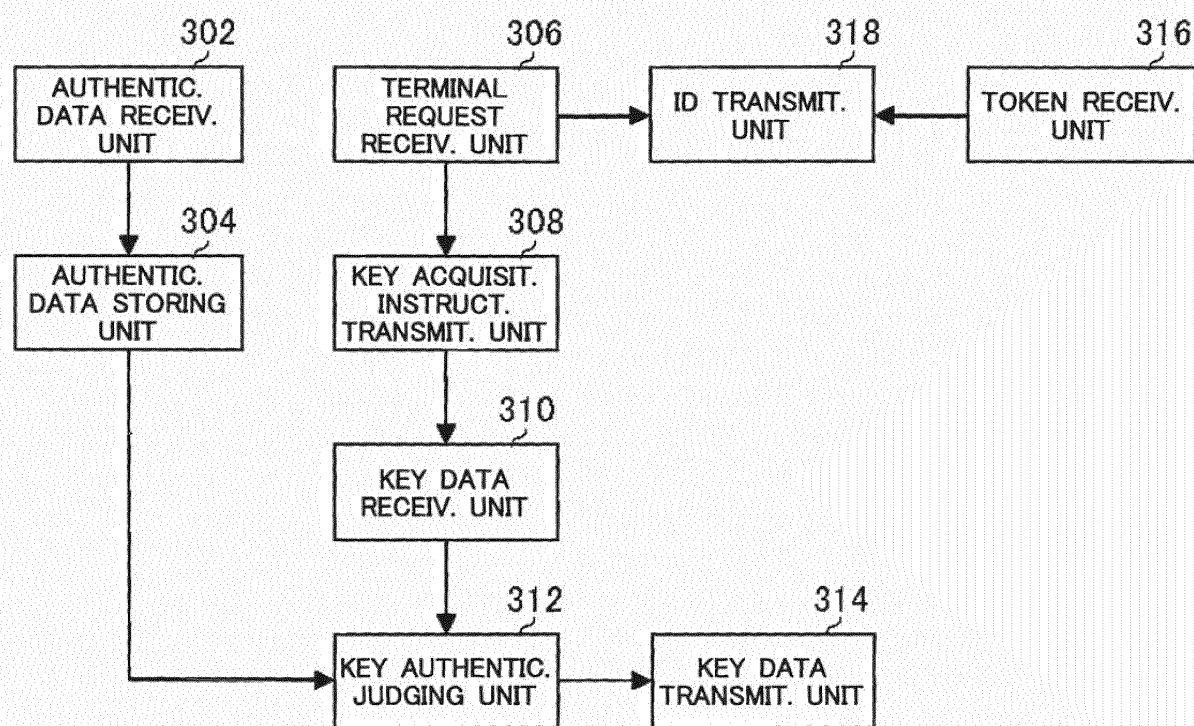 302
AUTHENTIC.
DATA RECEIV.
UNIT
306
TERMINAL
REQUEST
RECEIV. UNIT
318
ID TRANSMIT.
UNIT
316
TOKEN RECEIV.
UNIT
304
AUTHENTIC.
DATA STORING
UNIT
308
KEY ACQUISIT.
INSTRUCT.
TRANSMIT. UNIT
310
KEY DATA
RECEIV. UNIT
312
KEY AUTHENTIC.
JUDGING UNIT
314
KEY DATA
TRANSMIT. UNIT